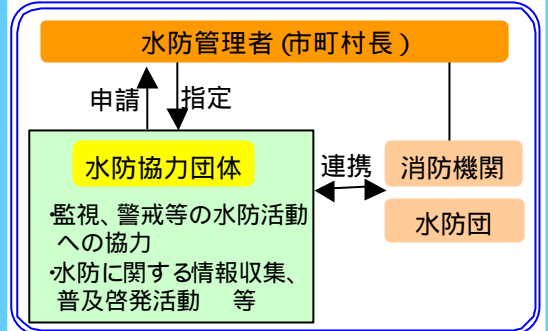 水防管理者(市町村長)
申請
指定
水防協力団体
・監視、警戒等の水防活動
への協力
・水防に関する情報収集、
普及啓発活動　等
連携
消防機関
水防団